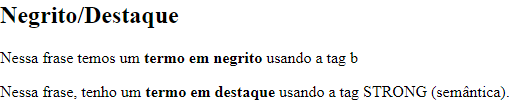 Negrito/Destaque
Nessa frase temos um termo em negrito usando a tag b
Nessa frase, tenho um termo em destaque usando a tag STRONG (semântica).